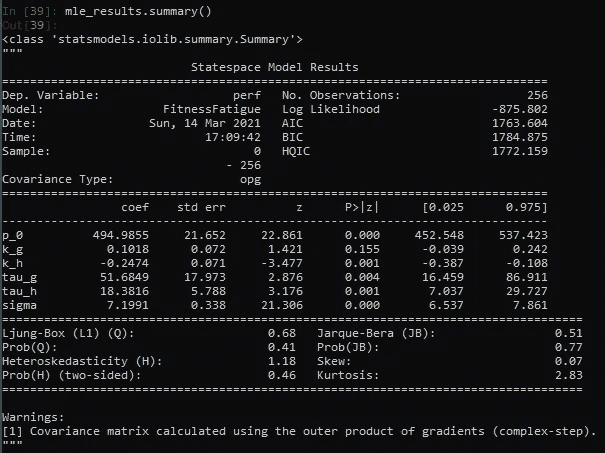 In [39]: mle_results.summary()
Out[39]:
<class 'statsmodels.iolib.summary.Summary'>
"""
                             Statespace Model Results
==============================================================================
Dep. Variable:                   perf   No. Observations:                  256
Model:                 FitnessFatigue   Log Likelihood                -875.802
Date:                Sun, 14 Mar 2021   AIC                           1763.604
Time:                        17:09:42   BIC                           1784.875
Sample:                             0   HQIC                          1772.159
                                - 256
Covariance Type:                  opg
==============================================================================
                 coef    std err          z      P>|z|      [0.025      0.975]
------------------------------------------------------------------------------
p_0          494.9855     21.652     22.861      0.000     452.548     537.423
k_g            0.1018      0.072      1.421      0.155      -0.039       0.242
k_h           -0.2474      0.071     -3.477      0.001      -0.387      -0.108
tau_g         51.6849     17.973      2.876      0.004      16.459      86.911
tau_h         18.3816      5.788      3.176      0.001       7.037      29.727
sigma          7.1991      0.338     21.306      0.000       6.537       7.861
===================================================================================
Ljung-Box (L1) (Q):                   0.68   Jarque-Bera (JB):                 0.51
Prob(Q):                              0.41   Prob(JB):                         0.77
Heteroskedasticity (H):               1.18   Skew:                             0.07
Prob(H) (two-sided):                  0.46   Kurtosis:                         2.83
===================================================================================

Warnings:
[1] Covariance matrix calculated using the outer product of gradients (complex-step).
"""